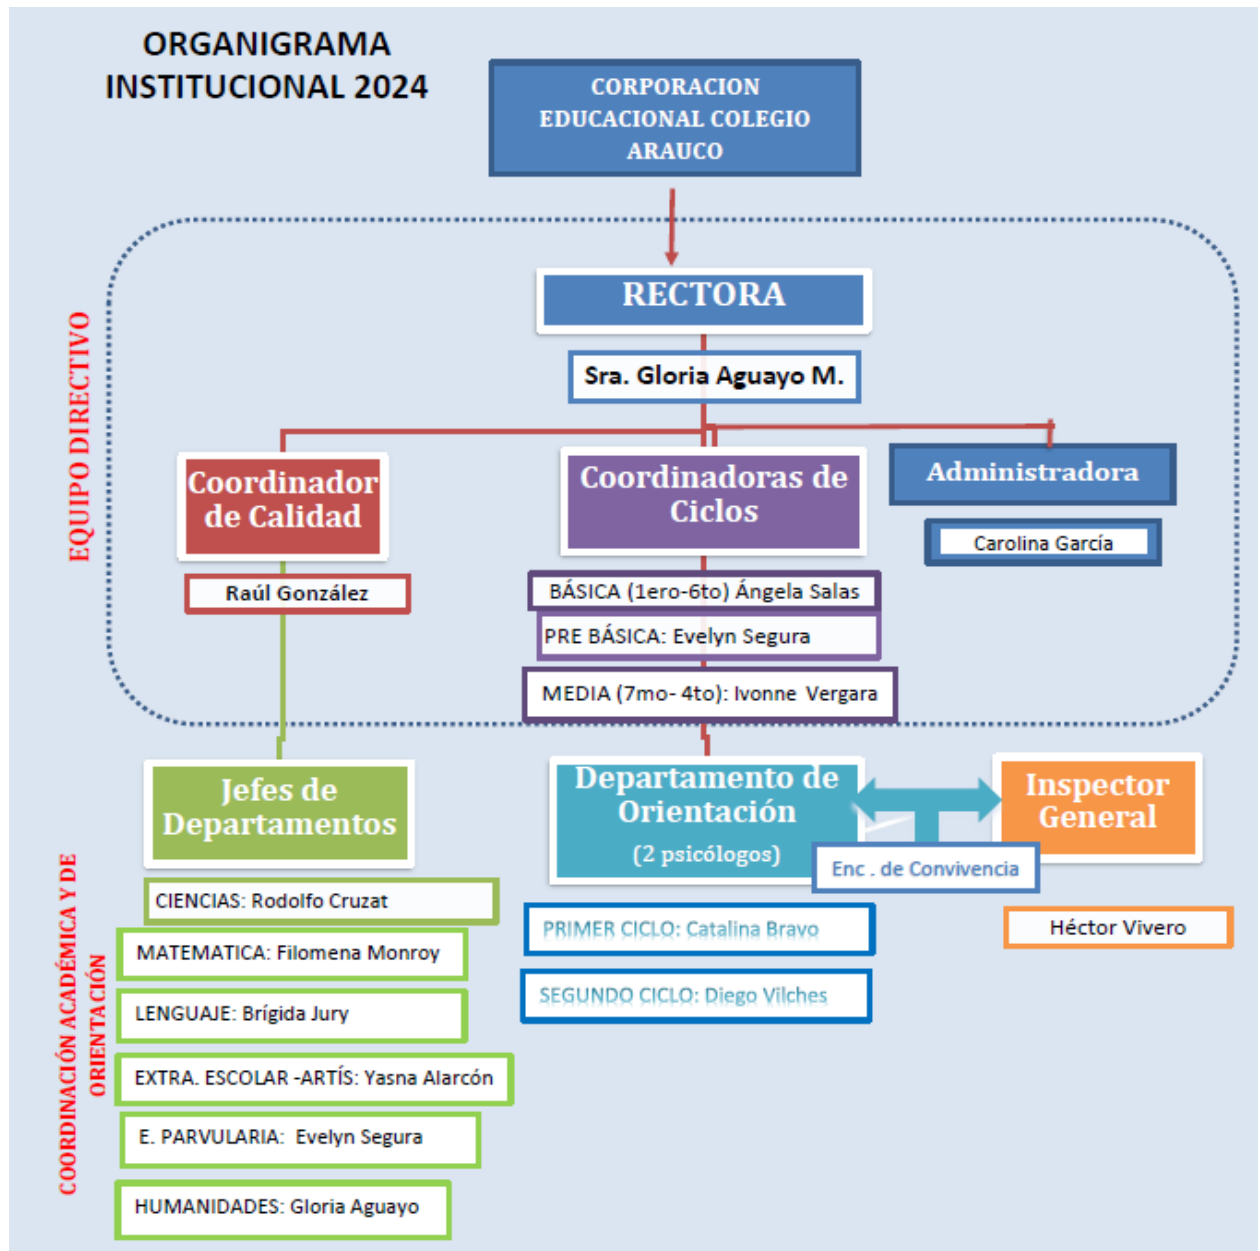 ORGANIGRAMA
INSTITUCIONAL 2024
CORPORACION
EDUCACIONAL COLEGIO
ARAUCO
EQUIPO DIRECTIVO
RECTORA
Sra. Gloria Aguayo M.
Coordinador
de Calidad
Raúl González
Coordinadoras de
Ciclos
BÁSICA (1ero-6to) Ángela Salas
PRE BÁSICA: Evelyn Segura
MEDIA (7mo- 4to): Ivonne Vergara
Administradora
Carolina García
COORDINACIÓN ACADÉMICA Y DE
ORIENTACIÓN
Jefes de
Departamentos
CIENCIAS: Rodolfo Cruzat
MATEMATICA: Filomena Monroy
LENGUAJE: Brígida Jury
EXTRA. ESCOLAR -ARTÍS: Yasna Alarcón
E. PARVULARIA: Evelyn Segura
HUMANIDADES: Gloria Aguayo
Departamento de
Orientación
(2 psicólogos)
PRIMER CICLO: Catalina Bravo
SEGUNDO CICLO: Diego Vilches
Enc . de Convivencia
Inspector
General
Héctor Vivero